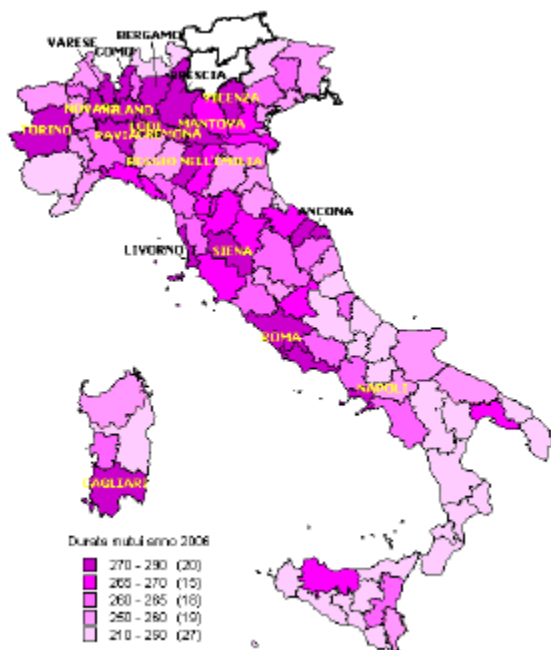 BERGAMO
VARESE
COMO
BRESCIA
VICENZA
NOVARA
MILANO
TORINO
LODI
MANTOVA
PAVIA
CREMONA
REGGIO NELL'EMILIA
ANCONA
LIVORNO
SIENA
ROMA
NAPOLI
CAGLIARI
Durata mutui anno 2006
270 - 290 (20)
265 - 270 (15)
260 - 265 (18)
250 - 260 (19)
210 - 250 (27)